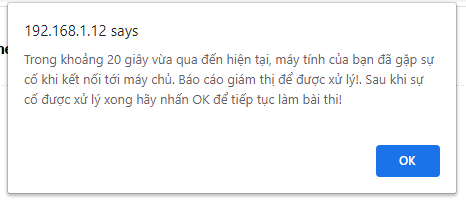 192.168.1.12 says
Trong khoảng 20 giây vừa qua đến hiện tại, máy tính của bạn đã gặp sự
cố khi kết nối tới máy chủ. Báo cáo giám thị để được xử lý!. Sau khi sự
cố được xử lý xong hãy nhấn OK để tiếp tục làm bài thi!
OK